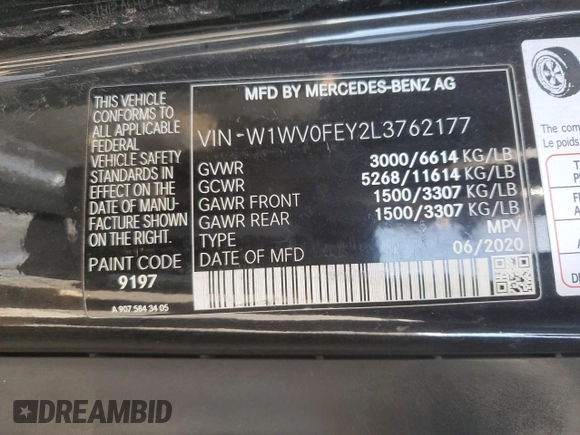 MFD BY MERCEDES-BENZ AG
THIS VEHICLE
CONFORMS TO
ALL APPLICABLE
FEDERAL
VEHICLE SAFETY
STANDARDS IN
EFFECT ON THE
DATE OF MANU-
FACTURE SHOWN
ON THE RIGHT.
PAINT CODE
9197
A 907 584 34 05
VIN -W1WV0FEY2L3762177
GVWR 3000/6614 KG/LB
GCWR 5268/11614 KG/LB
GAWR FRONT 1500/3307 KG/LB
GAWR REAR 1500/3307 KG/LB
TYPE MPV
DATE OF MFD 06/2020
The com
Le poids
DREAMBID